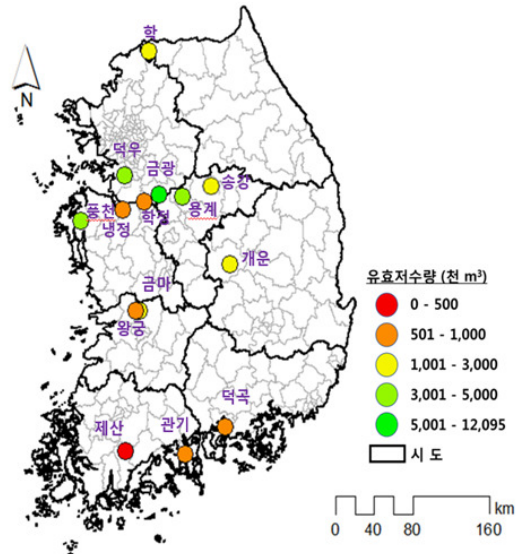 학
N
덕우
금광
송강
풍천
냉정
학정
용계
개운
금마
왕궁
덕곡
제산
관기
유효저수량 (천 m³)
0 - 500
501 - 1,000
1,001 - 3,000
3,001 - 5,000
5,001 - 12,095
시 도
km
0 40 80 160